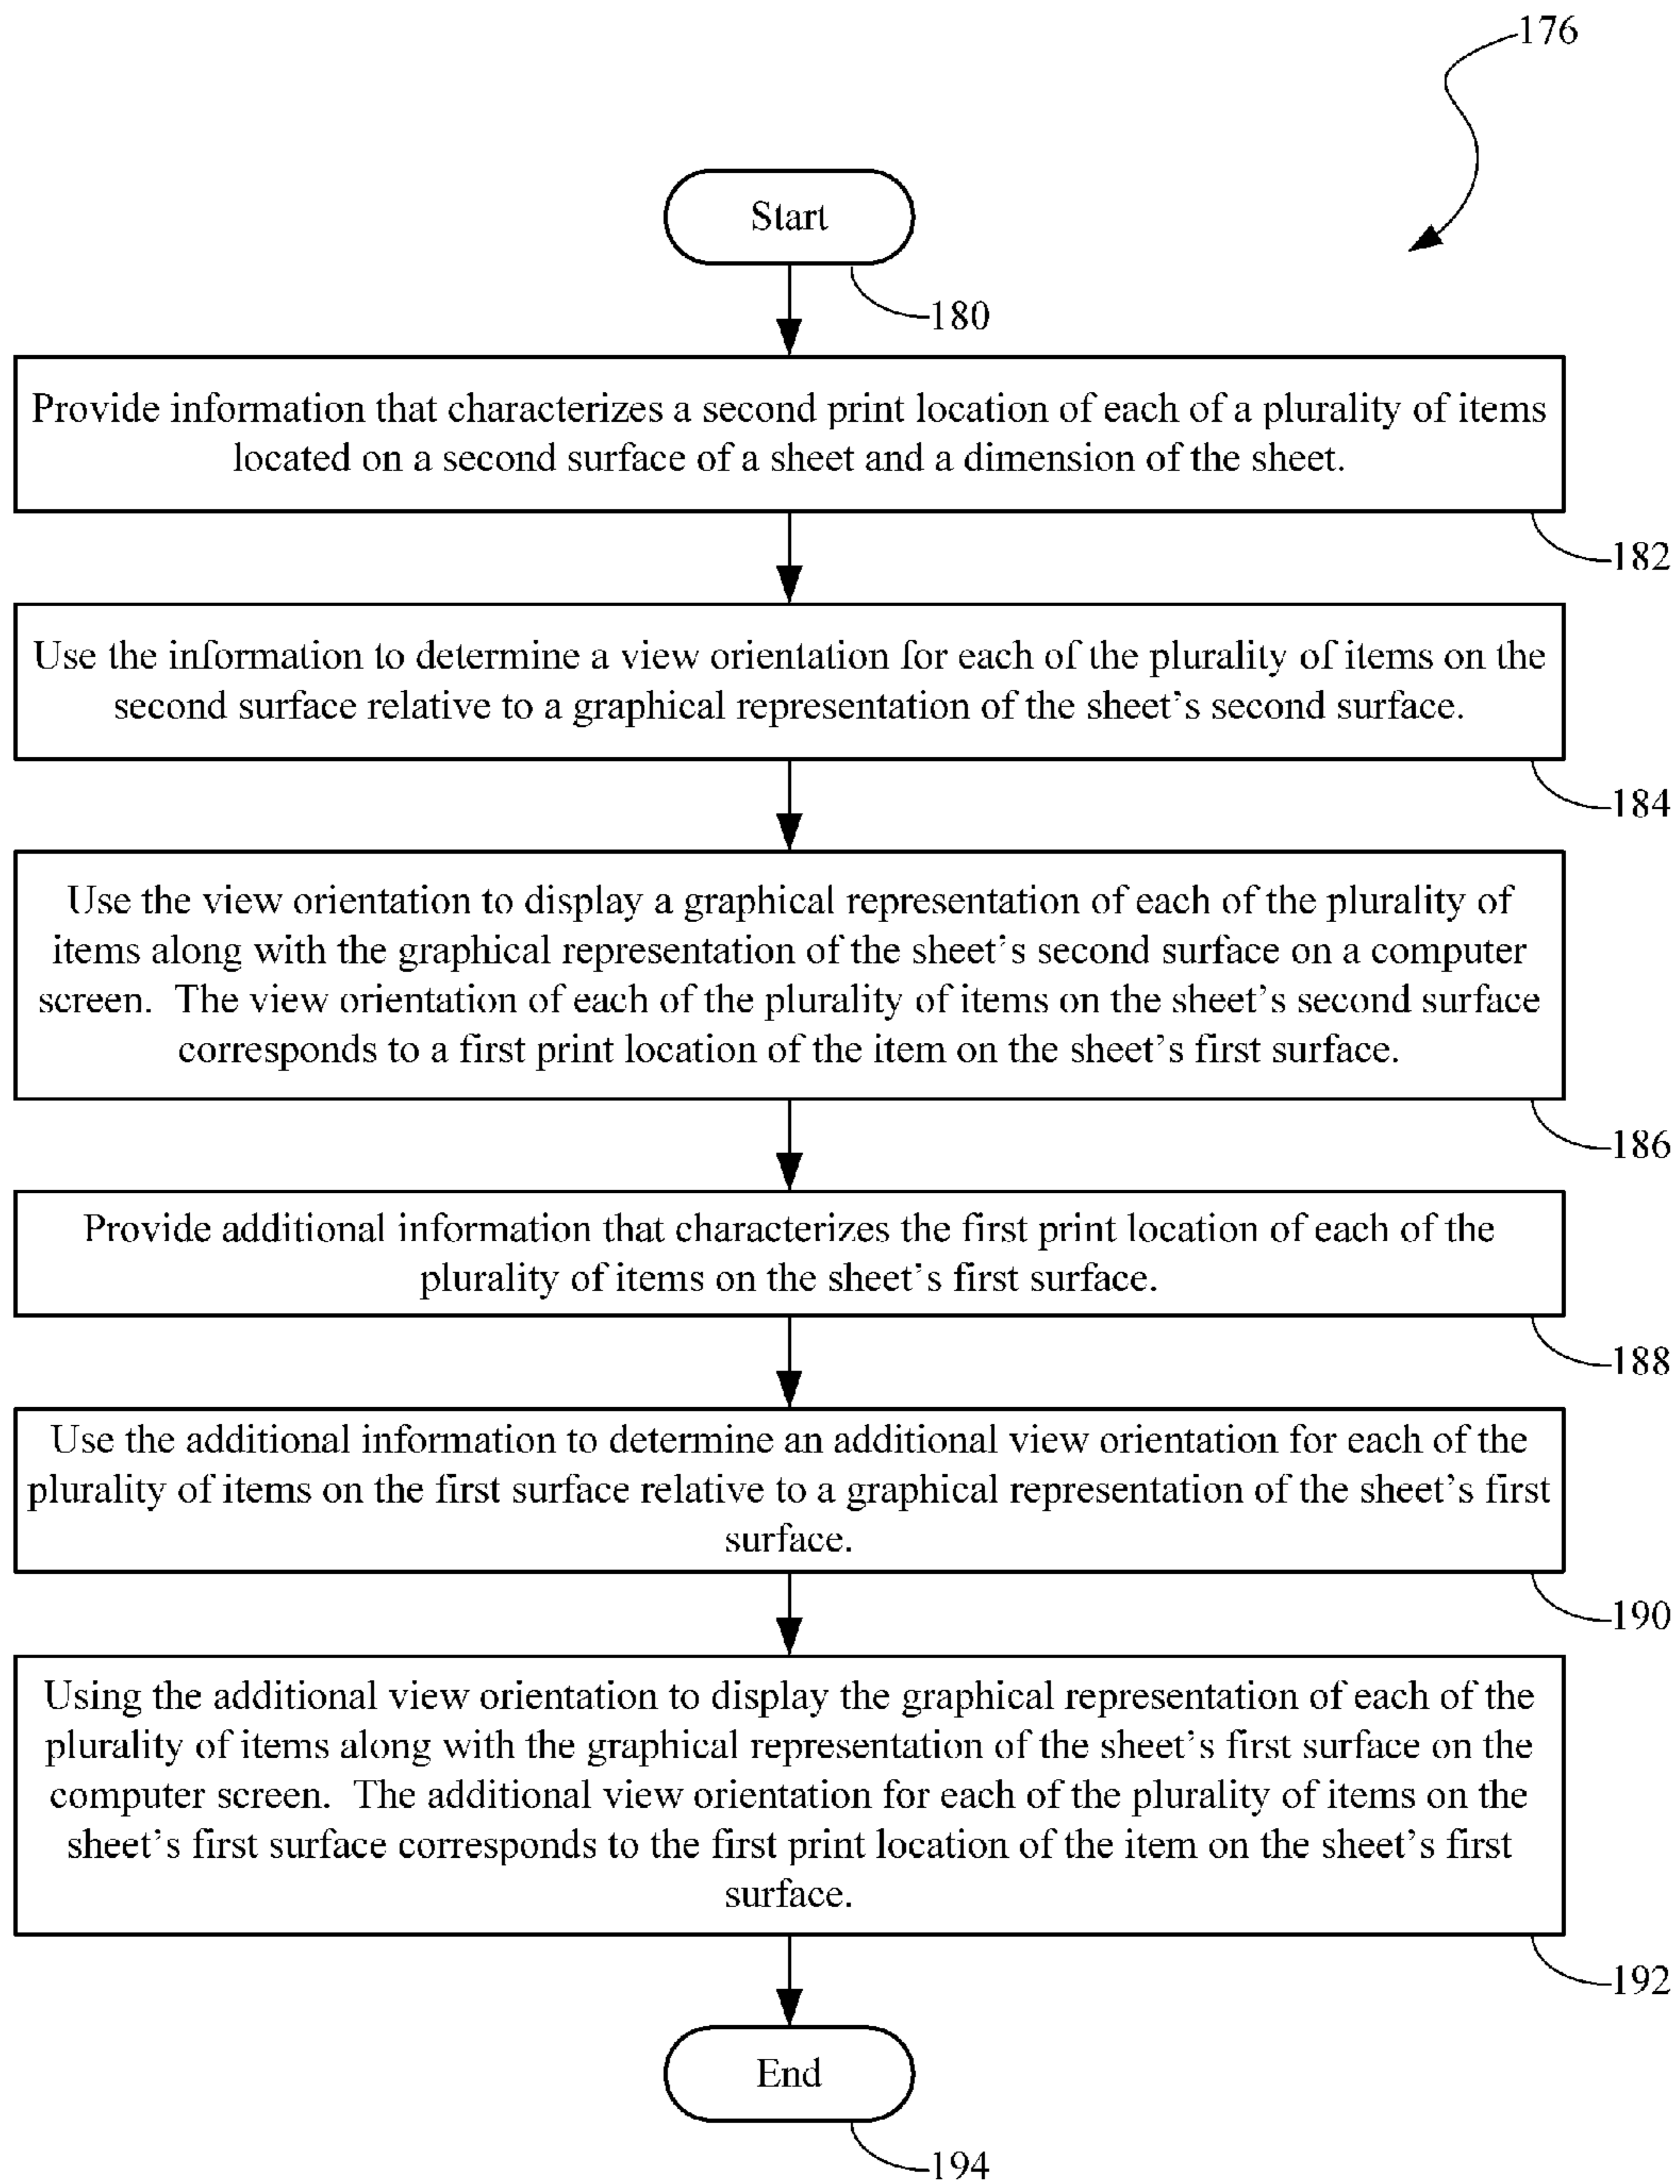 176
Start
180
Provide information that characterizes a second print location of each of a plurality of items
located on a second surface of a sheet and a dimension of the sheet.
182
Use the information to determine a view orientation for each of the plurality of items on the
second surface relative to a graphical representation of the sheet's second surface.
184
Use the view orientation to display a graphical representation of each of the plurality of
items along with the graphical representation of the sheet's second surface on a computer
screen. The view orientation of each of the plurality of items on the sheet's second surface
corresponds to a first print location of the item on the sheet's first surface.
186
Provide additional information that characterizes the first print location of each of the
plurality of items on the sheet's first surface.
188
Use the additional information to determine an additional view orientation for each of the
plurality of items on the first surface relative to a graphical representation of the sheet's first
surface.
190
Using the additional view orientation to display the graphical representation of each of the
plurality of items along with the graphical representation of the sheet's first surface on the
computer screen. The additional view orientation for each of the plurality of items on the
sheet's first surface corresponds to the first print location of the item on the sheet's first
surface.
192
End
194